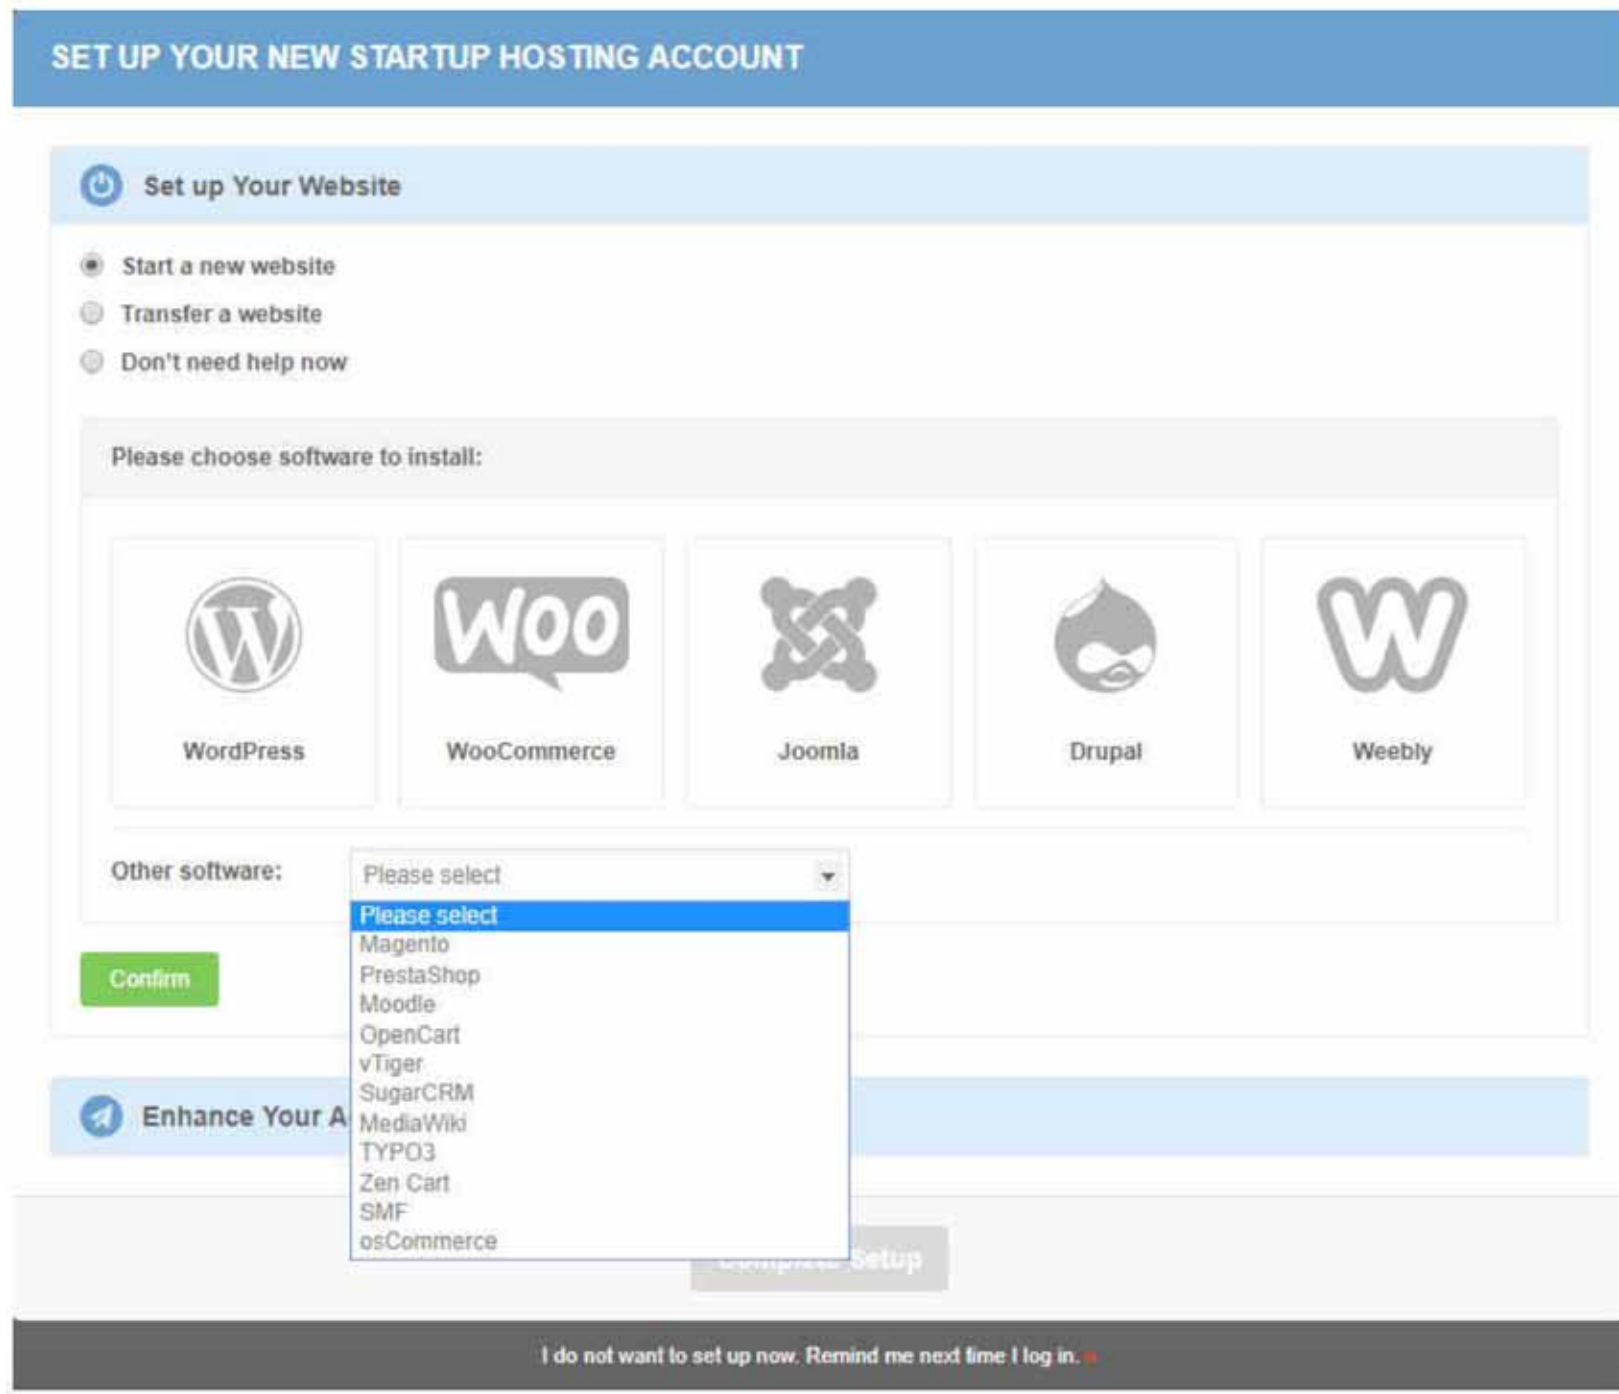 SET UP YOUR NEW STARTUP HOSTING ACCOUNT
Set up Your Website
Start a new website
Transfer a website
Don't need help now
Please choose software to install:
Woo
WordPress
WooCommerce
Joomla
Drupal
Weebly
Other software:
Please select
Please select
Magento
PrestaShop
Moodle
OpenCart
vTiger
SugarCRM
MediaWiki
TYPO3
Zen Cart
SMF
osCommerce
Confirm
Enhance Your A
Complete Setup
I do not want to set up now. Remind me next time I log in. »